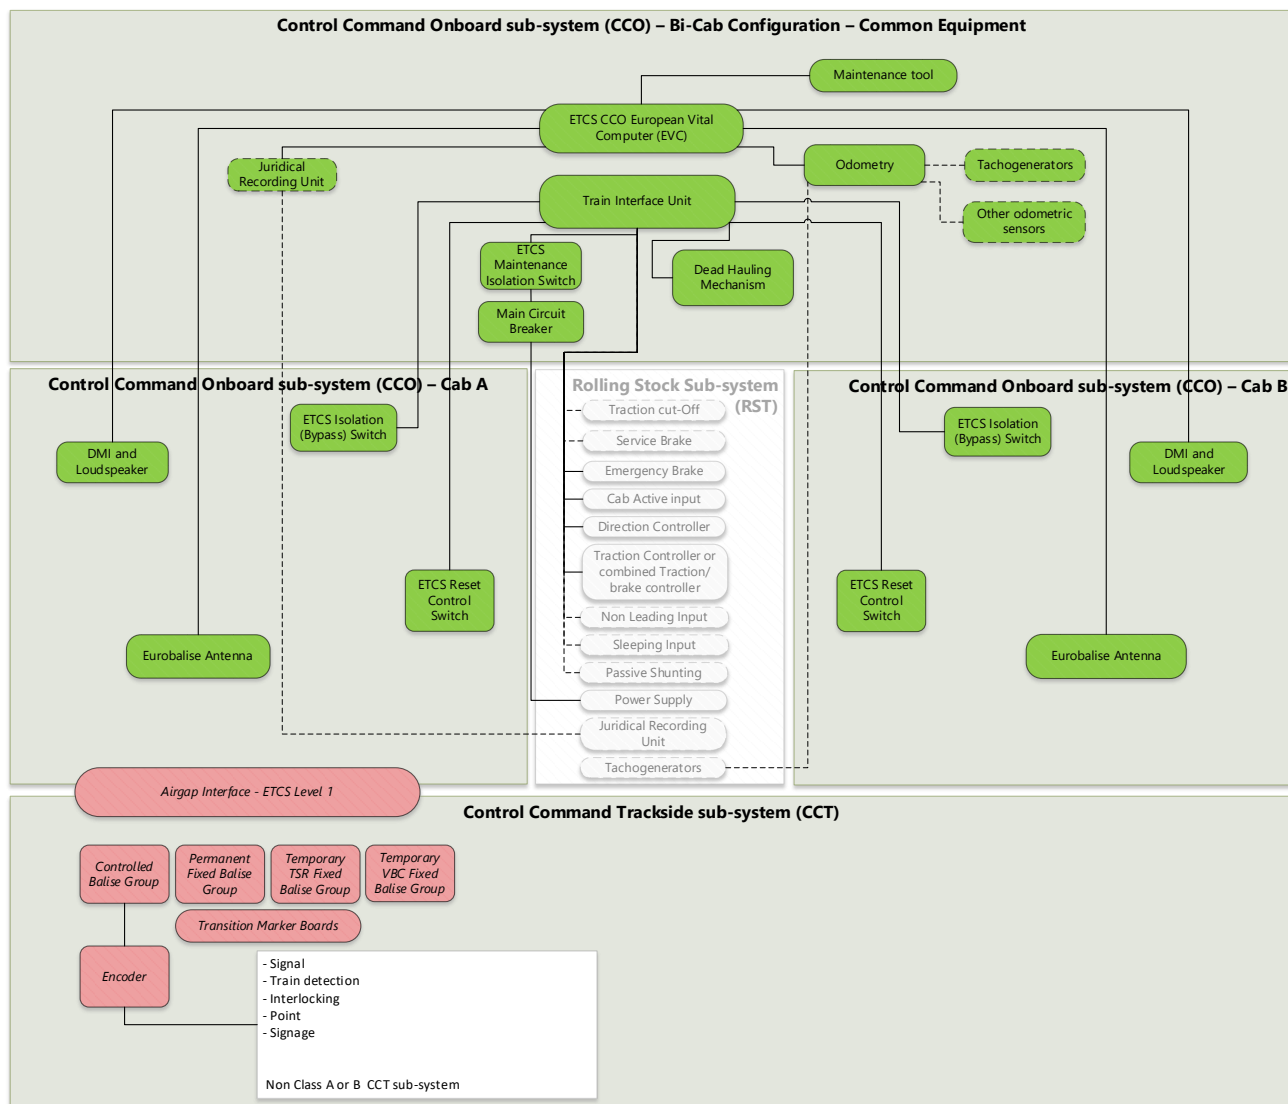 Control Command Onboard sub-system (CCO) – Bi-Cab Configuration – Common Equipment
Maintenance tool
ETCS CCO European Vital
Computer (EVC)
Juridical
Recording Unit
Odometry
Tachogenerators
Train Interface Unit
Other odometric
sensors
ETCS
Maintenance
Isolation Switch
Dead Hauling
Mechanism
Main Circuit
Breaker
Control Command Onboard sub-system (CCO) – Cab A
ETCS Isolation
(Bypass) Switch
DMI and
Loudspeaker
ETCS Reset
Control
Switch
Eurobalise Antenna
Rolling Stock Sub-system
(RST)
Traction cut-Off
Service Brake
Emergency Brake
Cab Active input
Direction Controller
Traction Controller or
combined Traction/
brake controller
Non Leading Input
Sleeping Input
Passive Shunting
Power Supply
Juridical Recording
Unit
Tachogenerators
Control Command Onboard sub-system (CCO) – Cab B
ETCS Isolation
(Bypass) Switch
DMI and
Loudspeaker
ETCS Reset
Control
Switch
Eurobalise Antenna
Airgap Interface - ETCS Level 1
Control Command Trackside sub-system (CCT)
Controlled
Balise Group
Permanent
Fixed Balise
Group
Temporary
TSR Fixed
Balise Group
Temporary
VBC Fixed
Balise Group
Transition Marker Boards
Encoder
- Signal
- Train detection
- Interlocking
- Point
- Signage
Non Class A or B CCT sub-system